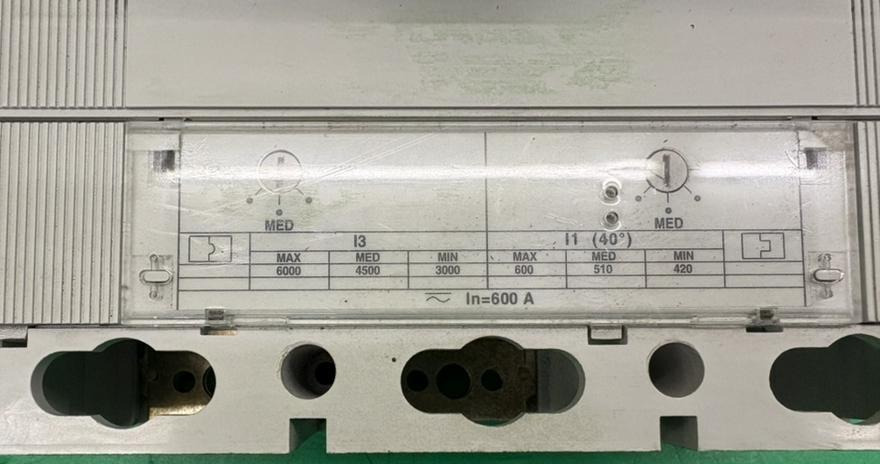 MED
MED
I3
I1 (40°)
MAX MED MIN MAX MED MIN
6000 4500 3000 600 510 420
In=600 A